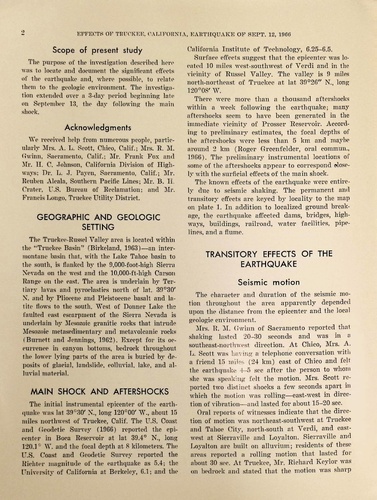 2
EFFECTS OF TRUCKEE, CALIFORNIA, EARTHQUAKE OF SEPT. 12, 1966
Scope of present study
The purpose of the investigation described here
was to locate and document the significant effects
of the earthquake and, where possible, to relate
them to the geologic environment. The investiga-
tion extended over a 3-day period beginning late
on September 13, the day following the main
shock.
Acknowledgments
We received help from numerous people, partic-
ularly Mrs. A. L. Scott, Chico, Calif.; Mrs. R. M.
Gwinn, Sacramento, Calif.; Mr. Frank Fox and
Mr. H. C. Johnson, California Division of High-
ways; Dr. L. J. Payen, Sacramento, Calif.; Mr.
Reuben Aloals, Southern Pacific Lines; Mr. B. H.
Crater, U.S. Bureau of Reclamation; and Mr.
Francis Longo, Truckee Utility District.
GEOGRAPHIC AND GEOLOGIC
SETTING
The Truckee-Russel Valley area is located within
the "Truckee Basin" (Birkeland, 1963)—an inter-
montane basin that, with the Lake Tahoe basin to
the south, is flanked by the 9,000-foot-high Sierra
Nevada on the west and the 10,000-ft-high Carson
Range on the east. The area is underlain by Ter-
tiary lavas and pyroclastics north of lat. 39°30'
N., and by Pliocene and Pleistocene basalt and la-
tite flows to the south. West of Donner Lake the
faulted east escarpment of the Sierra Nevada is
underlain by Mesozoic granitic rocks that intrude
Mesozoic metasedimentary and metavolcanic rocks
(Burnett and Jennings, 1962). Except for its oc-
currence in canyon bottoms, bedrock throughout
the lower lying parts of the area is buried by de-
posits of glacial, landslide, colluvial, lake, and al-
luvial material.
MAIN SHOCK AND AFTERSHOCKS
The initial instrumental epicenter of the earth-
quake was lat 39°30' N., long 120°00' W., about 15
miles northwest of Truckee, Calif. The U.S. Coast
and Geodetic Survey (1966) reported the epi-
center in Boca Reservoir at lat 39.4° N., long
120.1° W. and the focal depth at 8 kilometers. The
U.S. Coast and Geodetic Survey reported the
Richter magnitude of the earthquake as 5.4; the
University of California at Berkeley, 6.1; and the
California Institute of Technology, 6.25–6.5.
Surface effects suggest that the epicenter was lo-
cated 10 miles west-southwest of Verdi and in the
vicinity of Russel Valley. The valley is 9 miles
north-northeast of Truckee at lat 39°26" N., long
120°08' W.
There were more than a thousand aftershocks
within a week following the earthquake; many
aftershocks seem to have been generated in the
immediate vicinity of Prosser Reservoir. Accord-
ing to preliminary estimates, the focal depths of
the aftershocks were less than 5 km and maybe
around 2 km (Roger Greensfelder, oral commun.,
1966). The preliminary instrumental locations of
some of the aftershocks appear to correspond close-
ly with the surficial effects of the main shock.
The known effects of the earthquake were entire-
ly due to seismic shaking. The permanent and
transitory effects are keyed by locality to the map
on plate 1. In addition to localized ground break-
age, the earthquake affected dams, bridges, high-
ways, buildings, railroad, water facilities, pipe-
lines, and a flume.
TRANSITORY EFFECTS OF THE
EARTHQUAKE
Seismic motion
The character and duration of the seismic mo-
tion throughout the area apparently depended
upon the distance from the epicenter and the local
geologic environment.
Mrs. R. M. Gwinn of Sacramento reported that
shaking lasted 20–30 seconds and was in a
southeast-northwest direction. At Chico, Mrs. A.
L. Scott was having a telephone conversation with
a friend 15 miles (24 km) east of Chico and felt
the earthquake 4–5 sec after the person to whom
she was speaking felt the motion. Mrs. Scott re-
ported two distinct shocks a few seconds apart in
which the motion was rolling—east-west in direc-
tion of vibration—and lasted for about 15–20 sec.
Oral reports of witnesses indicate that the direc-
tion of motion was northeast-southwest at Truckee
and Tahoe City, north-south at Verdi, and east-
west at Sierraville and Loyalton. Sierraville and
Loyalton are built on alluvium; residents of these
areas reported a rolling motion that lasted for
about 30 sec. At Truckee, Mr. Richard Keylor was
on bedrock and stated that the motion was sharp